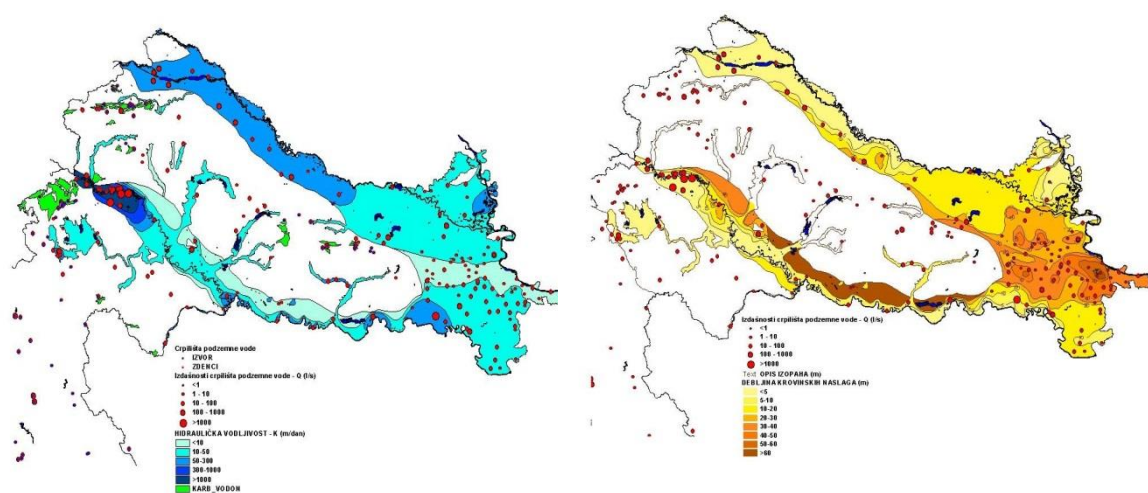 Crpilišta podzemne vode
IZVOR
ZDENCI
Izdašnosti crpilišta podzemne vode - Q (l/s)
<1
1 - 10
10 - 100
100 - 1000
>1000
HIDRAULIČKA VODLJIVOST - K (m/dan)
<10
10-50
50-300
300-1000
>1000
KARB_VODON
Izdašnosti crpilišta podzemne vode - Q (l/s)
<1
1 - 10
10 - 100
100 - 1000
>1000
Text OPIS IZOPAHA (m)
DEBLJINA KROVINSKIH NASLAGA (m)
<5
5-10
10-20
20-30
30-40
40-50
50-60
>60